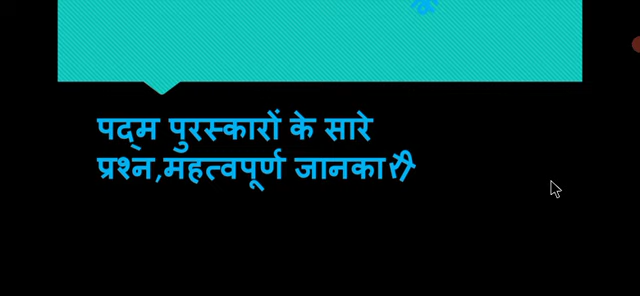 पद्म पुरस्कारों के सारे
प्रश्न,महत्वपूर्ण जानकारी